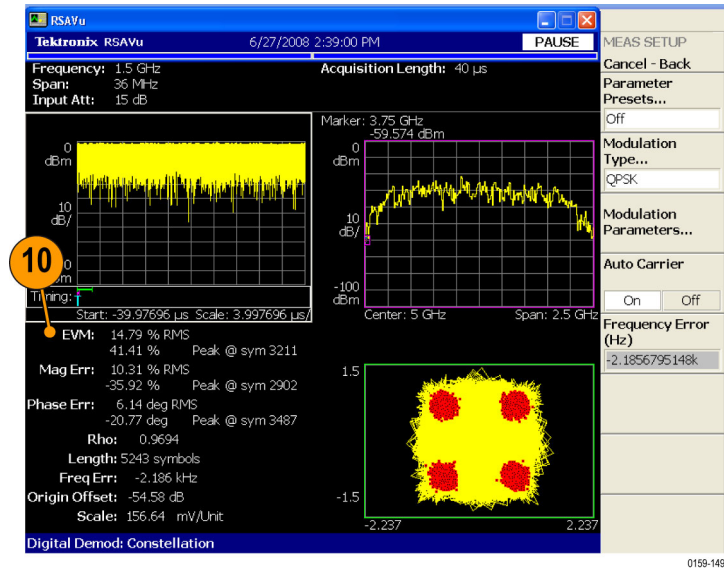 RSAVu
Tektronix RSAVu 6/27/2008 2:39:00 PM PAUSE
Frequency: 1.5 GHz Acquisition Length: 40 µs
Span: 36 MHz
Input Att: 15 dB
Marker: 3.75 GHz
-59.574 dBm
0
dBm
10
dB/
Timing:
Start: -39.97696 µs Scale: 3.997696 µs/
0
dBm
10
dB/
-100
dBm
Center: 5 GHz Span: 2.5 GHz
10
EVM: 14.79 % RMS
41.41 % Peak @ sym 3211
Mag Err: 10.31 % RMS
-35.92 % Peak @ sym 2902
Phase Err: 6.14 deg RMS
-20.77 deg Peak @ sym 3487
Rho: 0.9694
Length: 5243 symbols
Freq Err: -2.186 kHz
Origin Offset: -54.58 dB
Scale: 156.64 mV/Unit
1.5
-1.5
-2.237 2.237
Digital Demod: Constellation
MEAS SETUP
Cancel - Back
Parameter
Presets...
Off
Modulation
Type...
QPSK
Modulation
Parameters...
Auto Carrier
On Off
Frequency Error
(Hz)
-2.1856795148k
0159-149